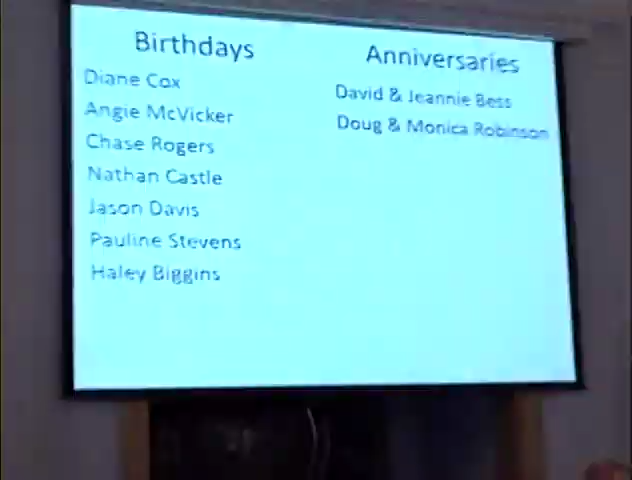 Birthdays
Diane Cox
Angie McVicker
Chase Rogers
Nathan Castle
Jason Davis
Pauline Stevens
Haley Biggins
Anniversaries
David & Jeannie Bess
Doug & Monica Robinson